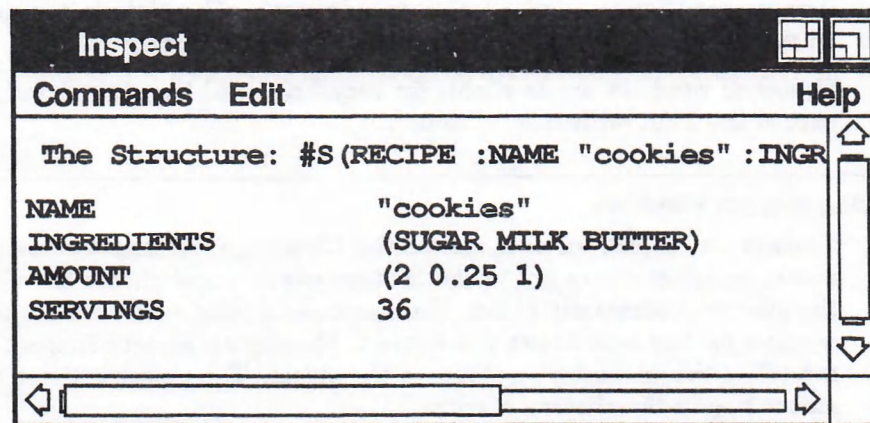 Inspect
Commands Edit Help
The Structure: #S(RECIPE :NAME "cookies" :INGR
NAME "cookies"
INGREDIENTS (SUGAR MILK BUTTER)
AMOUNT (2 0.25 1)
SERVINGS 36